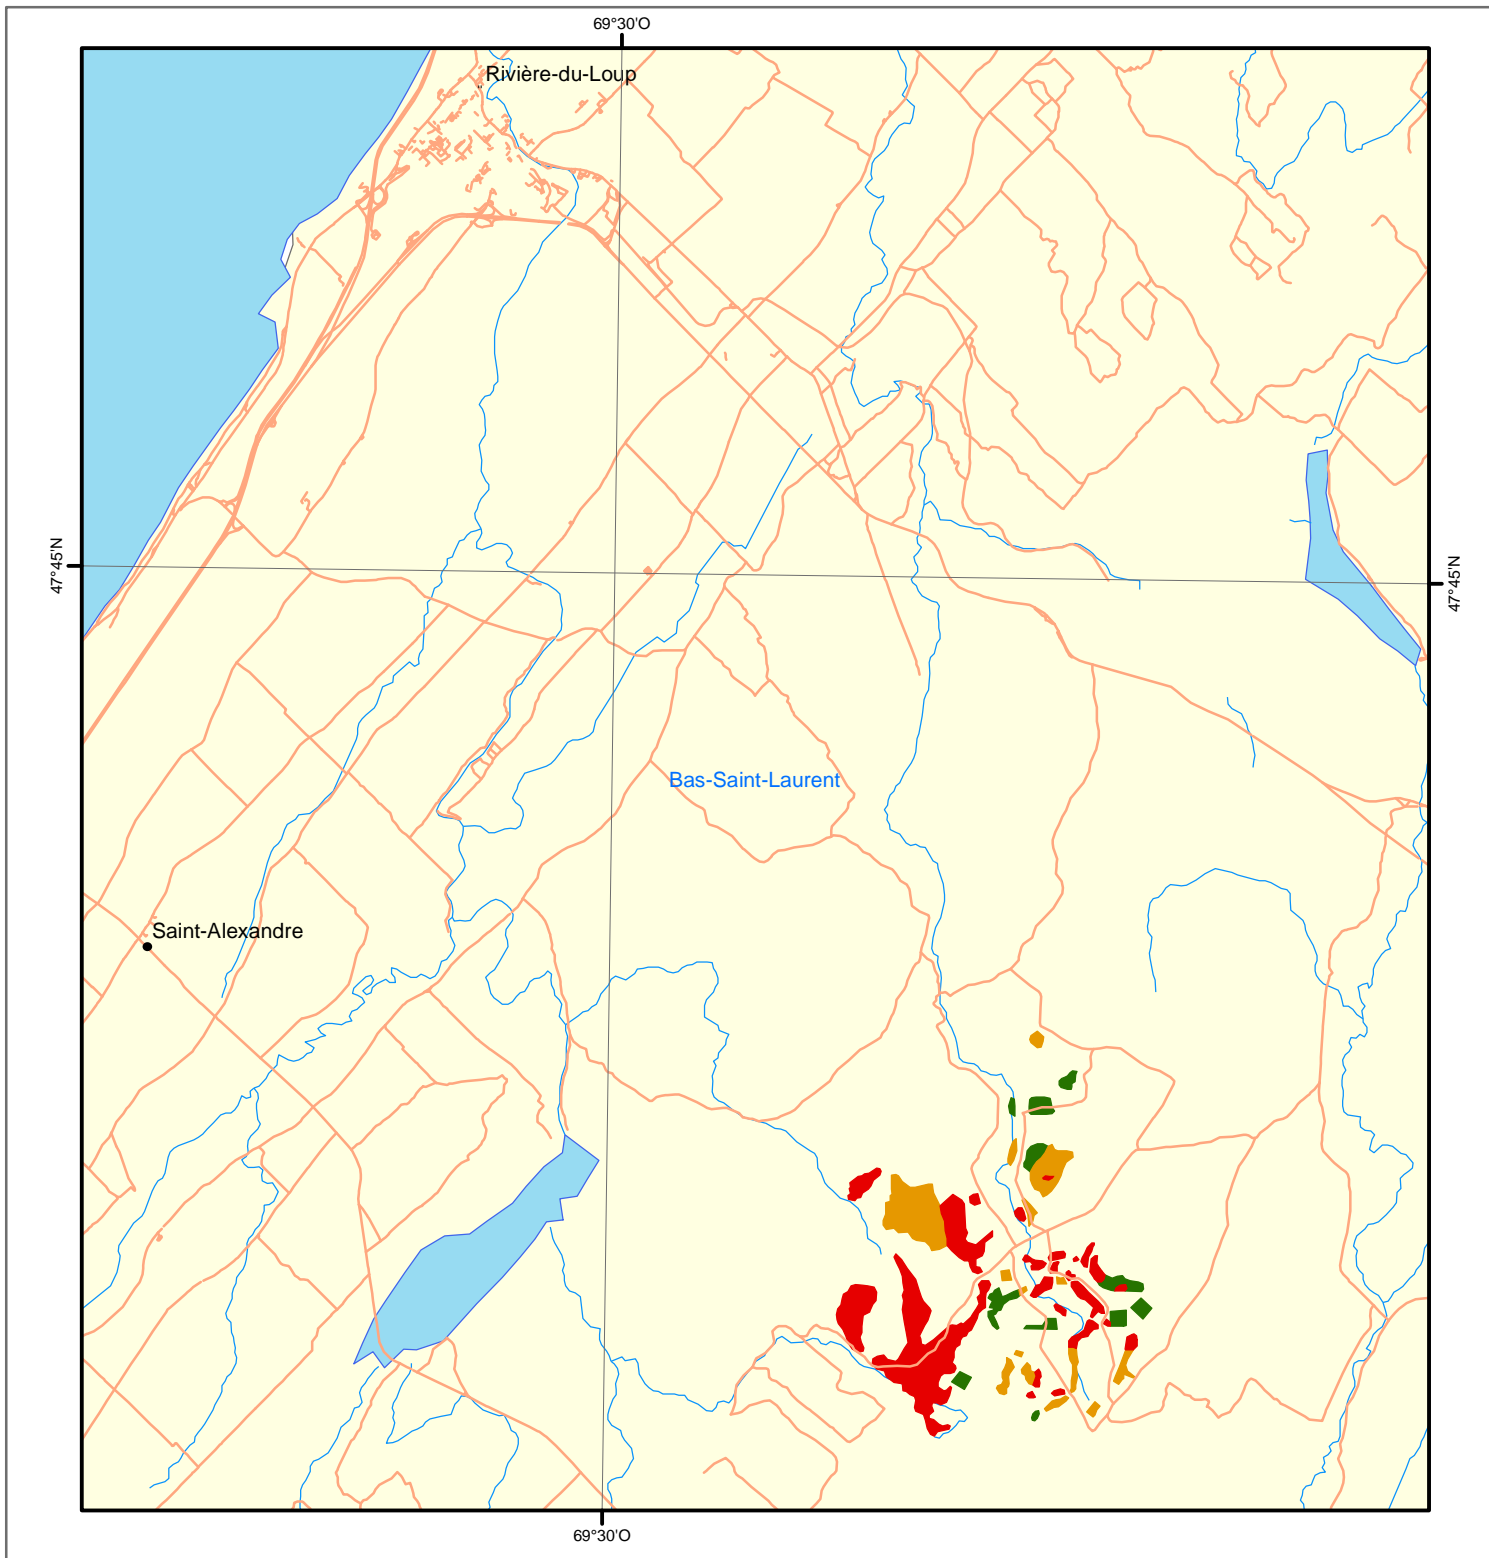 69°30'O
Rivière-du-Loup
47°45'N
47°45'N
Bas-Saint-Laurent
Saint-Alexandre
69°30'O